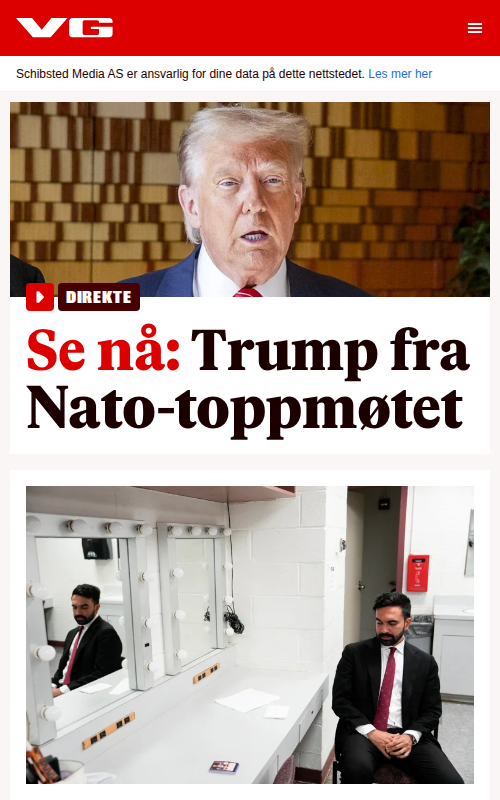 VG
Schibsted Media AS er ansvarlig for dine data på dette nettstedet. Les mer her
DIREKTE
Se nå: Trump fra
Nato-toppmøtet